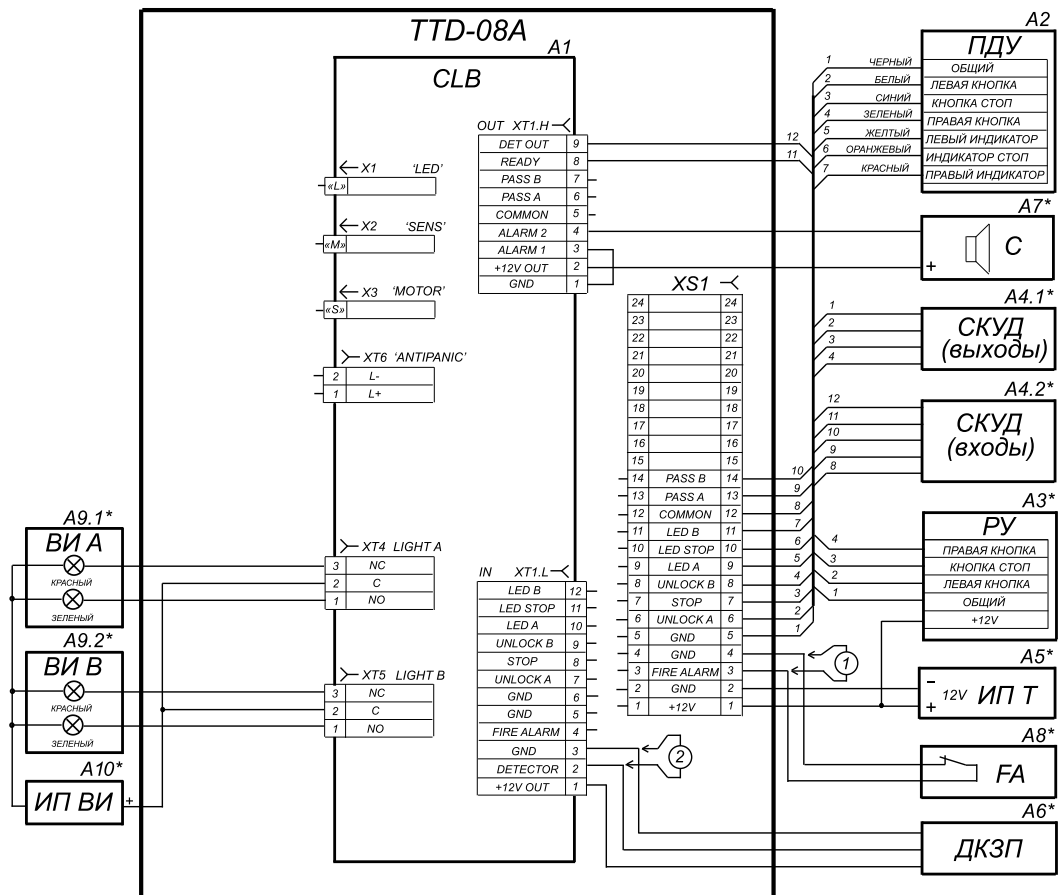 TTD-08A
A1
CLB
OUT XT1.H
DET OUT 9
READY 8
PASS B 7
PASS A 6
COMMON 5
ALARM 2 4
ALARM 1 3
+12V OUT 2
GND 1
X1 'LED'
«L»
X2 'SENS'
«M»
X3 'MOTOR'
«S»
XT6 'ANTIPANIC'
2 L-
1 L+
XT4 LIGHT A
3 NC
2 C
1 NO
XT5 LIGHT B
3 NC
2 C
1 NO
IN XT1.L
LED B 12
LED STOP 11
LED A 10
UNLOCK B 9
STOP 8
UNLOCK A 7
GND 6
GND 5
FIRE ALARM 4
GND 3
DETECTOR 2
+12V OUT 1
XS1
24 24
23 23
22 22
21 21
20 20
19 19
18 18
17 17
16 16
15 15
14 PASS B 14
13 PASS A 13
12 COMMON 12
11 LED B 11
10 LED STOP 10
9 LED A 9
8 UNLOCK B 8
7 STOP 7
6 UNLOCK A 6
5 GND 5
4 GND 4
3 FIRE ALARM 3
2 GND 2
1 +12V 1
12
11
10
9
8
7
6
5
4
3
2
1
1
2
A2
ПДУ
1 ЧЕРНЫЙ ОБЩИЙ
2 БЕЛЫЙ ЛЕВАЯ КНОПКА
3 СИНИЙ КНОПКА СТОП
4 ЗЕЛЕНЫЙ ПРАВАЯ КНОПКА
5 ЖЕЛТЫЙ ЛЕВЫЙ ИНДИКАТОР
6 ОРАНЖЕВЫЙ ИНДИКАТОР СТОП
7 КРАСНЫЙ ПРАВЫЙ ИНДИКАТОР
A7*
С
+
A4.1*
1
2
3
4
СКУД
(выходы)
A4.2*
12
11
10
9
8
СКУД
(входы)
A3*
РУ
4 ПРАВАЯ КНОПКА
3 КНОПКА СТОП
2 ЛЕВАЯ КНОПКА
1 ОБЩИЙ
+12V
A5*
-
+ 12V ИП Т
A8*
FA
A6*
ДКЗП
A9.1*
ВИ А
КРАСНЫЙ
ЗЕЛЕНЫЙ
A9.2*
ВИ В
КРАСНЫЙ
ЗЕЛЕНЫЙ
A10*
ИП ВИ +